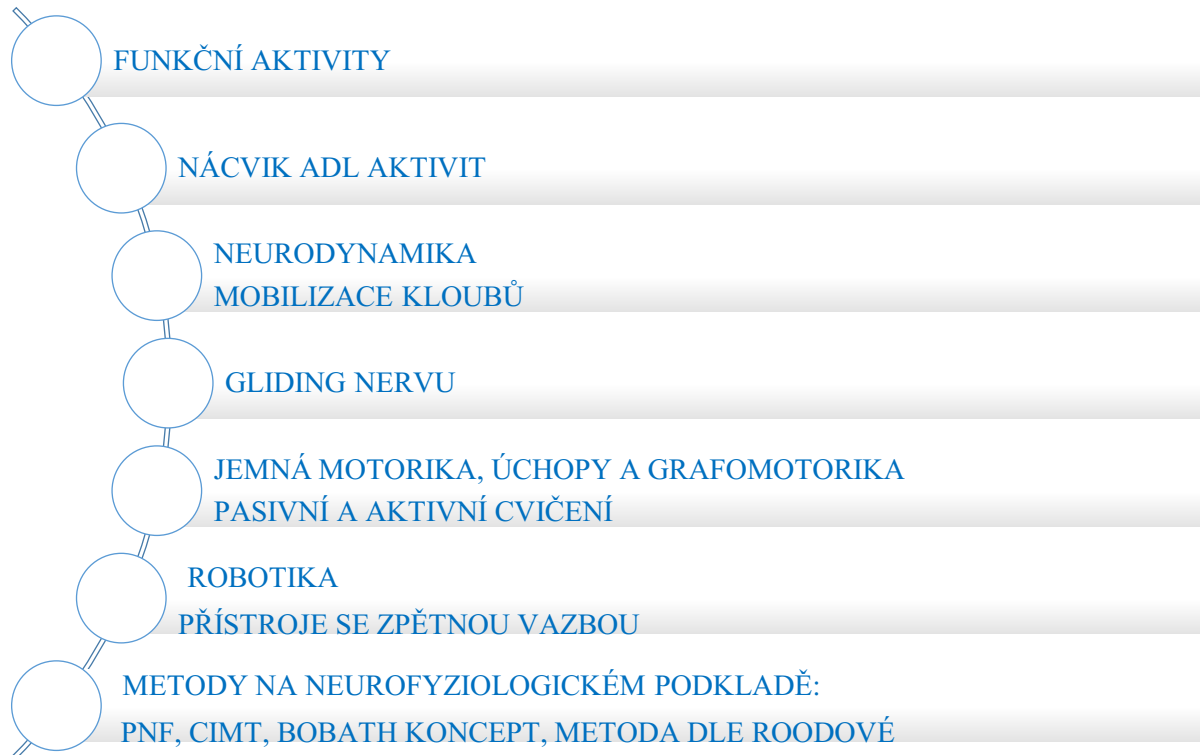 FUNKČNÍ AKTIVITY
NÁCVIK ADL AKTIVIT
NEURODYNAMIKA
MOBILIZACE KLOUBŮ
GLIDING NERVU
JEMNÁ MOTORIKA, ÚCHOPY A GRAFOMOTORIKA
PASIVNÍ A AKTIVNÍ CVIČENÍ
ROBOTIKA
PŘÍSTROJE SE ZPĚTNOU VAZBOU
METODY NA NEUROFYZIOLOGICKÉM PODKLADĚ:
PNF, CIMT, BOBATH KONCEPT, METODA DLE ROODOVÉ